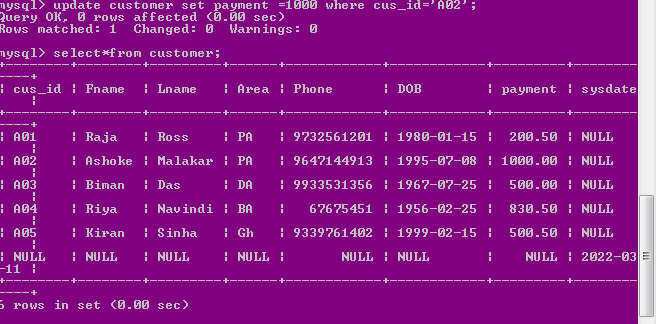 mysql> update customer set payment =1000 where cus_id='A02';
Query OK, 0 rows affected (0.00 sec)
Rows matched: 1  Changed: 0  Warnings: 0
mysql> select*from customer;
+--------+--------+---------+------+------------+------------+---------+--------
----+
| cus_id | Fname  | Lname   | Area | Phone      | DOB        | payment | sysdate
    |
+--------+--------+---------+------+------------+------------+---------+--------
----+
| A01    | Raja   | Ross    | PA   | 9732561201 | 1980-01-15 |  200.50 | NULL
    |
| A02    | Ashoke | Malakar | PA   | 9647144913 | 1995-07-08 | 1000.00 | NULL
    |
| A03    | Biman  | Das     | DA   | 9933531356 | 1967-07-25 |  500.00 | NULL
    |
| A04    | Riya   | Navindi | BA   |   67675451 | 1956-02-25 |  830.50 | NULL
    |
| A05    | Kiran  | Sinha   | Gh   | 9339761402 | 1999-02-15 |  500.50 | NULL
    |
| NULL   | NULL   | NULL    | NULL |       NULL | NULL       |    NULL | 2022-03
-11 |
+--------+--------+---------+------+------------+------------+---------+--------
----+
6 rows in set (0.00 sec)